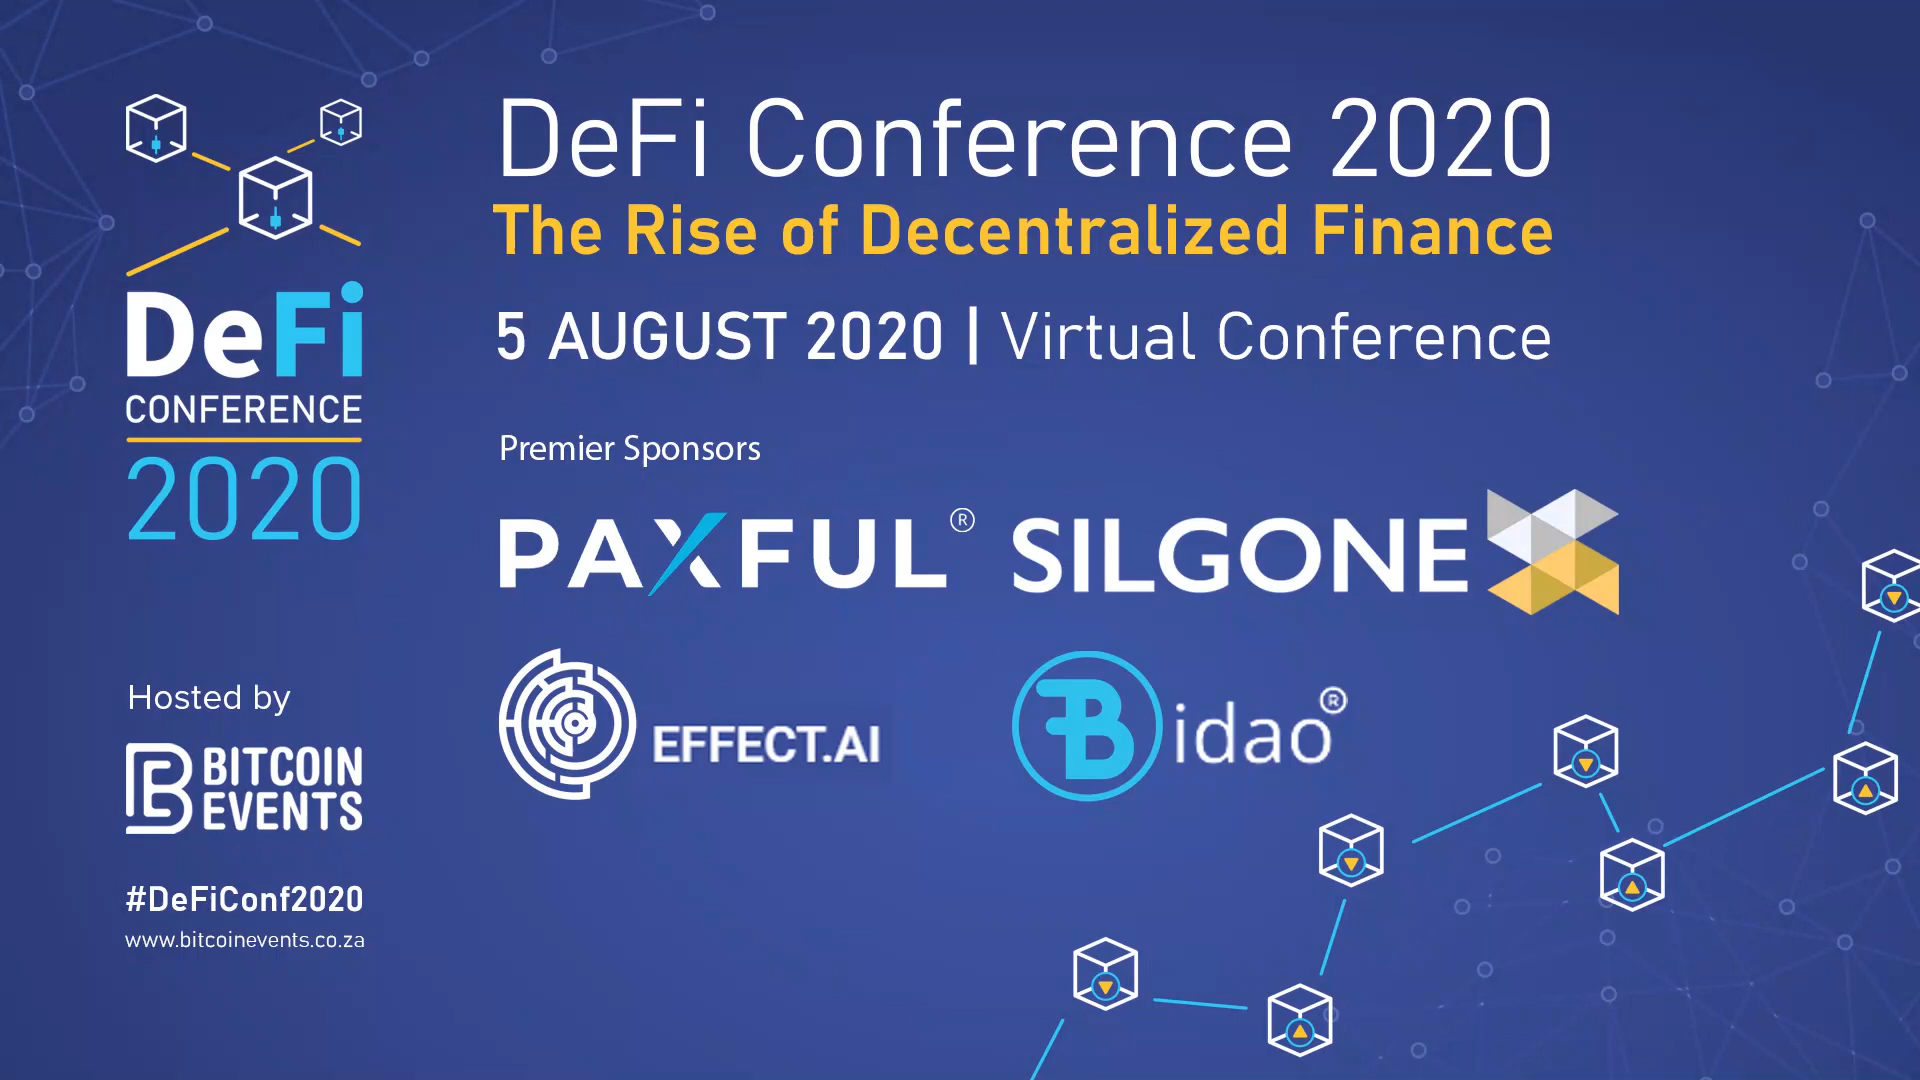 DeFi
CONFERENCE
2020
Hosted by
BITCOIN
EVENTS
#DeFiConf2020
www.bitcoinevents.co.za
DeFi Conference 2020
The Rise of Decentralized Finance
5 AUGUST 2020 | Virtual Conference
Premier Sponsors
PAXFUL® SILGONE
EFFECT.AI Bidao®